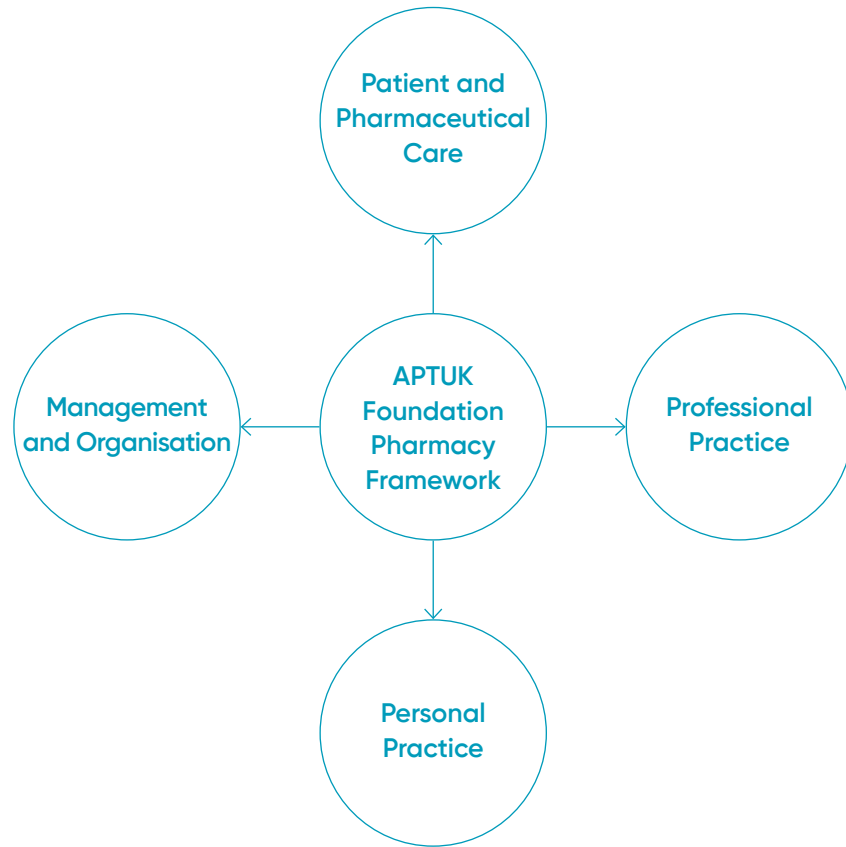 Patient and
Pharmaceutical
Care
Management
and Organisation
APTUK
Foundation
Pharmacy
Framework
Professional
Practice
Personal
Practice